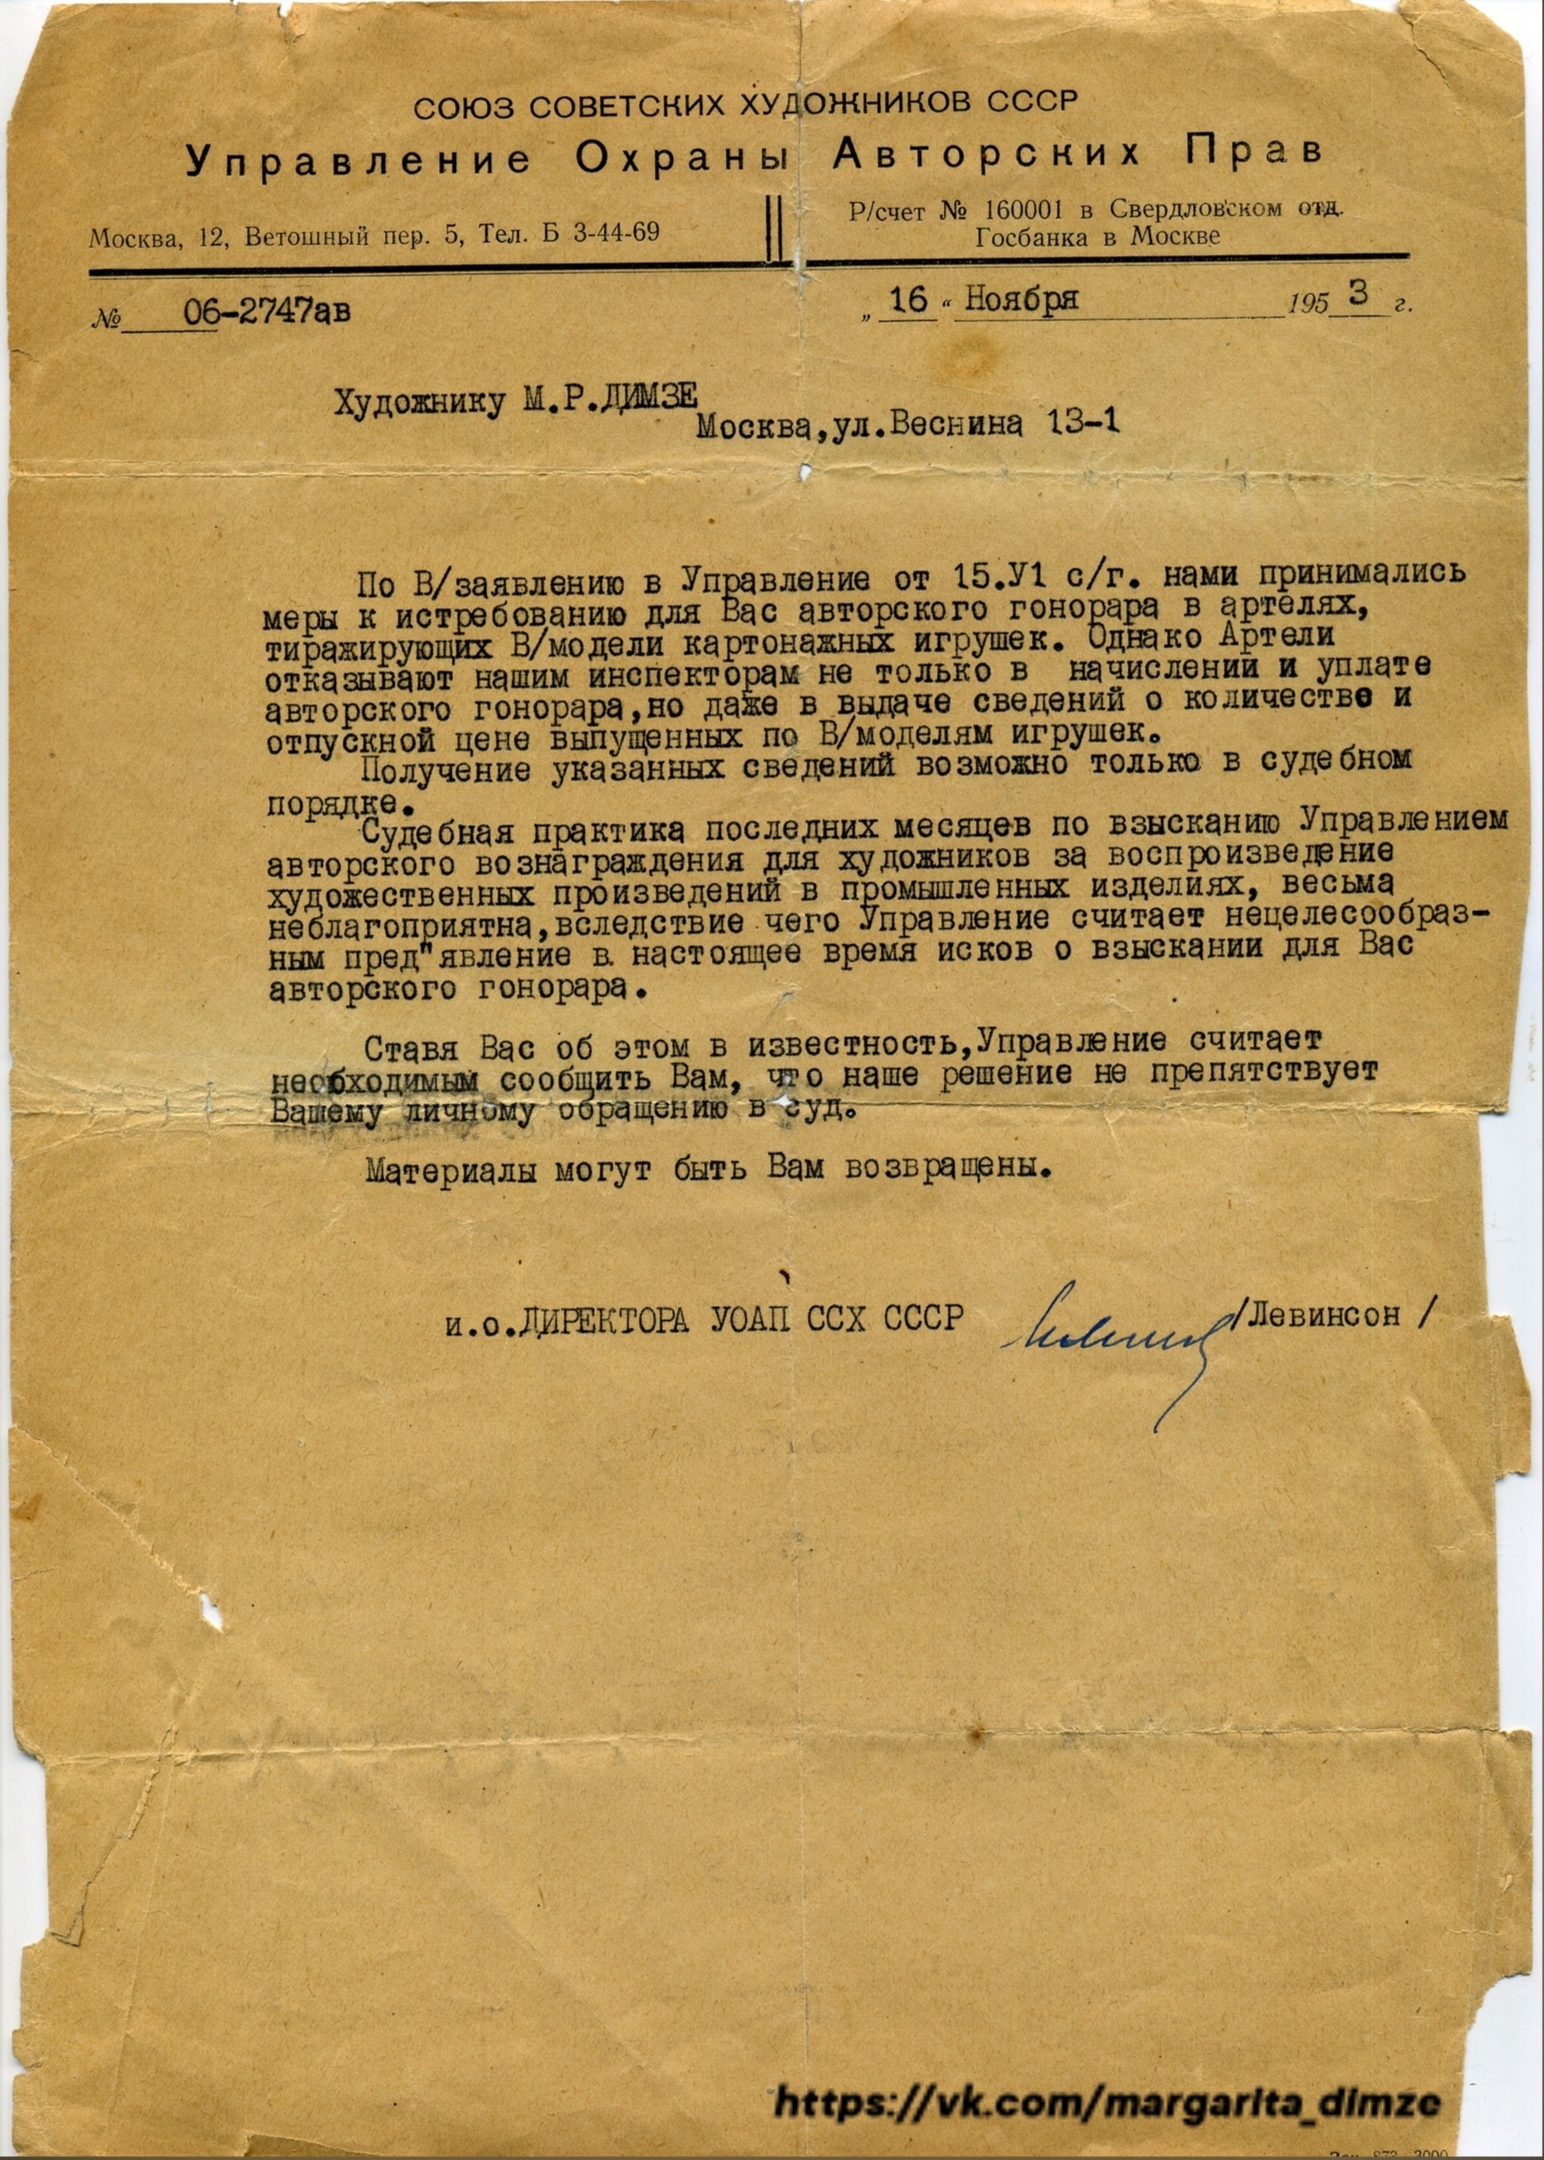 СОЮЗ СОВЕТСКИХ ХУДОЖНИКОВ СССР
Управление Охраны Авторских Прав
Москва, 12, Ветошный пер. 5, Тел. Б 3-44-69
Р/счет № 160001 в Свердловском отд.
Госбанка в Москве
№ 06-2747ав
„ 16 “ Ноября 1953 г.
Художнику М.Р.ДИМЗЕ
Москва,ул.Веснина 13-1
По В/заявлению в Управление от 15.У1 с/г. нами принимались
меры к истребованию для Вас авторского гонорара в артелях,
тиражирующих В/модели картонажных игрушек. Однако Артели
отказывают нашим инспекторам не только в начислении и уплате
авторского гонорара,но даже в выдаче сведений о количестве и
отпускной цене выпущенных по В/моделям игрушек.
Получение указанных сведений возможно только в судебном
порядке.
Судебная практика последних месяцев по взысканию Управлением
авторского вознаграждения для художников за воспроизведение
художественных произведений в промышленных изделиях, весьма
неблагоприятна,вследствие чего Управление считает нецелесообраз-
ным пред"явление в настоящее время исков о взыскании для Вас
авторского гонорара.
Ставя Вас об этом в известность,Управление считает
необходимым сообщить Вам, что наше решение не препятствует
Вашему личному обращению в суд.
Материалы могут быть Вам возвращены.
и.о.ДИРЕКТОРА УОАП ССХ СССР /Левинсон /
https://vk.com/margarita_dimze